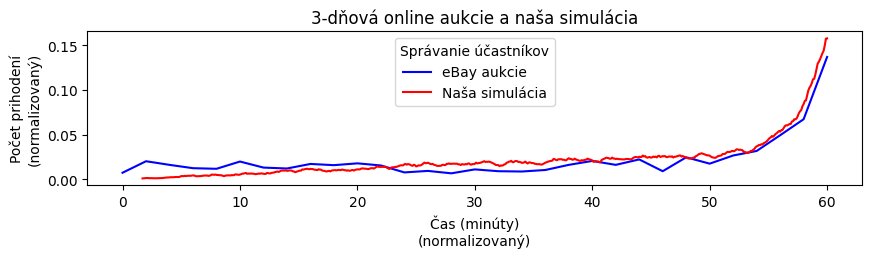 3-dňová online aukcie a naša simulácia
Počet prihodení
(normalizovaný)
0.15
0.10
0.05
0.00
Správanie účastníkov
eBay aukcie
Naša simulácia
0 10 20 30 40 50 60
Čas (minúty)
(normalizovaný)